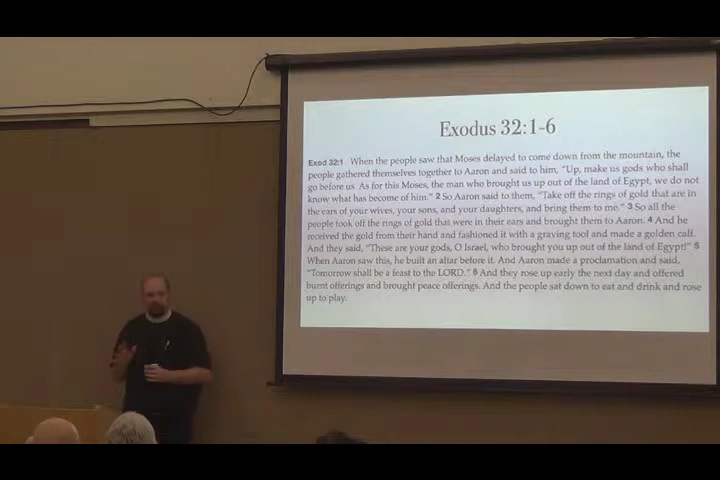 Exodus 32:1-6
Exod 32:1 When the people saw that Moses delayed to come down from the mountain, the
people gathered themselves together to Aaron and said to him, “Up, make us gods who shall
go before us. As for this Moses, the man who brought us up out of the land of Egypt, we do not
know what has become of him.” 2 So Aaron said to them, “Take off the rings of gold that are in
the ears of your wives, your sons, and your daughters, and bring them to me.” 3 So all the
people took off the rings of gold that were in their ears and brought them to Aaron. 4 And he
received the gold from their hand and fashioned it with a graving tool and made a golden calf.
And they said, “These are your gods, O Israel, who brought you up out of the land of Egypt!” 5
When Aaron saw this, he built an altar before it. And Aaron made a proclamation and said,
“Tomorrow shall be a feast to the LORD.” 6 And they rose up early the next day and offered
burnt offerings and brought peace offerings. And the people sat down to eat and drink and rose
up to play.